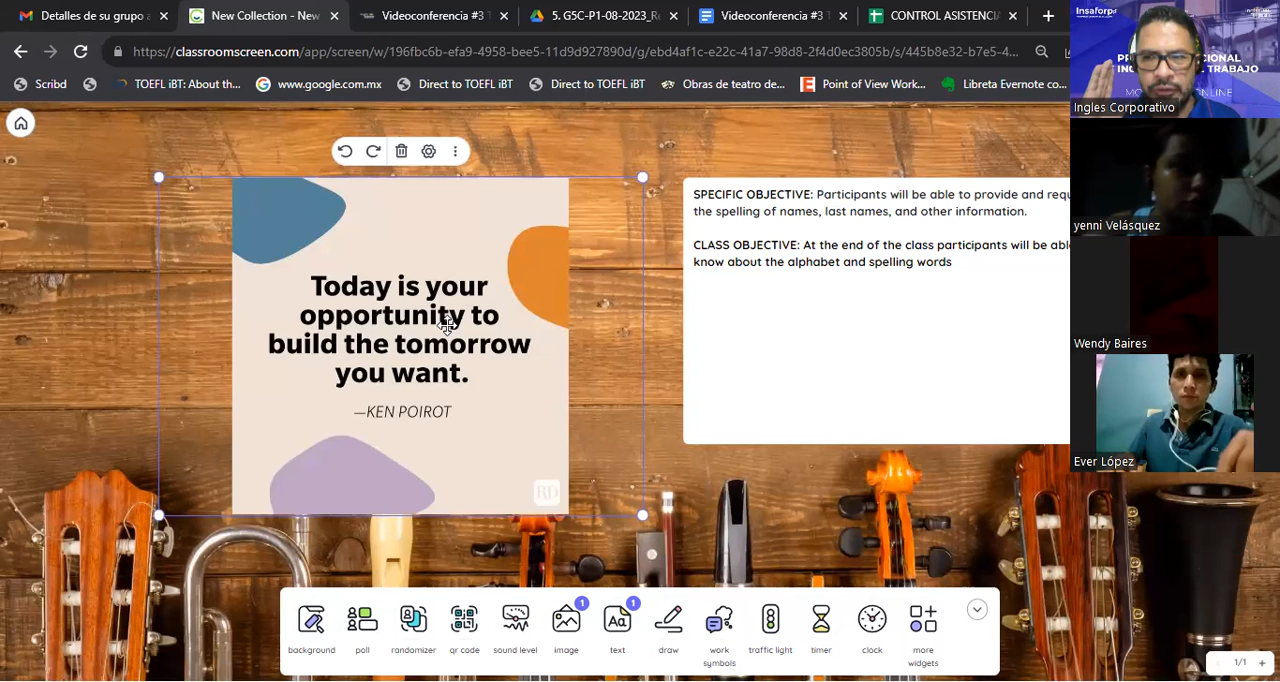 Detalles de su grupo a
New Collection - New
Videoconferencia #3 T
5. G5C-P1-08-2023_R
Videoconferencia #3 T
CONTROL ASISTENCIA
https://classroomscreen.com/app/screen/w/196fbc6b-efa9-4958-bee5-11d9d927890d/g/ebd4af1c-e22c-41a7-98d8-2f4d0ec3805b/s/445b8e32-b7e5-4...
Scribd
TOEFL iBT: About th...
www.google.com.mx
Direct to TOEFL iBT
Direct to TOEFL iBT
Obras de teatro de...
Point of View Work...
Libreta Evernote co...
Insaforp
TRABAJO
ONLINE
Ingles Corporativo
yenni Velásquez
Wendy Baires
Ever López
Today is your
opportunity to
build the tomorrow
you want.
—KEN POIROT
RD
SPECIFIC OBJECTIVE: Participants will be able to provide and requ
the spelling of names, last names, and other information.
CLASS OBJECTIVE: At the end of the class participants will be able
know about the alphabet and spelling words
1
1
background
poll
randomizer
qr code
sound level
image
text
draw
work
symbols
traffic light
timer
clock
more
widgets
1/1